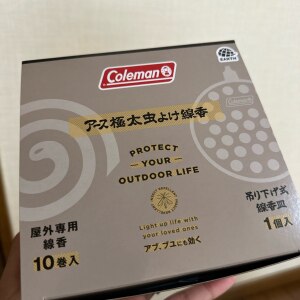 EARTH
Coleman
アース極太虫よけ線香
PROTECT
YOUR
OUTDOOR LIFE
Coleman
屋外専用
線香
10巻入
Light up life with
your loved ones
アブ、ブユにも効く
吊り下げ式
線香皿
1個入